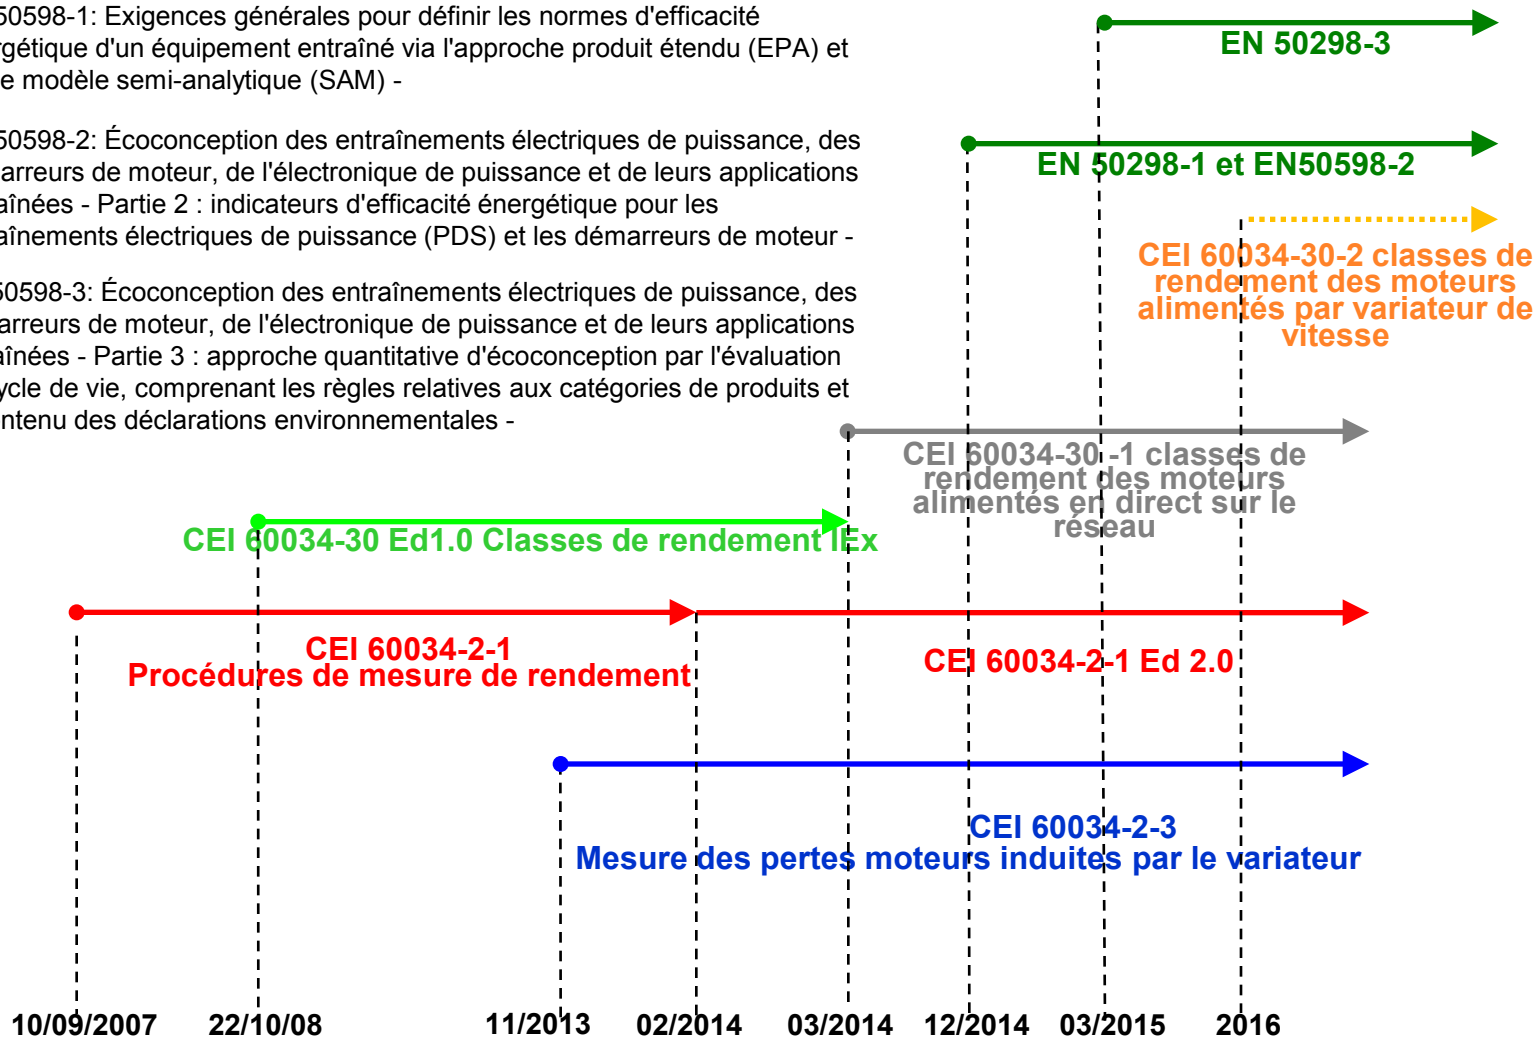 50598-1: Exigences générales pour définir les normes d'efficacité
rgétique d'un équipement entraîné via l'approche produit étendu (EPA) et
e modèle semi-analytique (SAM) -
50598-2: Écoconception des entraînements électriques de puissance, des
arreurs de moteur, de l'électronique de puissance et de leurs applications
aînées - Partie 2 : indicateurs d'efficacité énergétique pour les
aînements électriques de puissance (PDS) et les démarreurs de moteur -
50598-3: Écoconception des entraînements électriques de puissance, des
arreurs de moteur, de l'électronique de puissance et de leurs applications
aînées - Partie 3 : approche quantitative d'écoconception par l'évaluation
ycle de vie, comprenant les règles relatives aux catégories de produits et
ntenu des déclarations environnementales -
EN 50298-3
EN 50298-1 et EN50598-2
CEI 60034-30-2 classes de
rendement des moteurs
alimentés par variateur de
vitesse
CEI 60034-30 -1 classes de
rendement des moteurs
alimentés en direct sur le
réseau
CEI 60034-30 Ed1.0 Classes de rendement IEx
CEI 60034-2-1
Procédures de mesure de rendement
CEI 60034-2-1 Ed 2.0
CEI 60034-2-3
Mesure des pertes moteurs induites par le variateur
10/09/2007 22/10/08 11/2013 02/2014 03/2014 12/2014 03/2015 2016